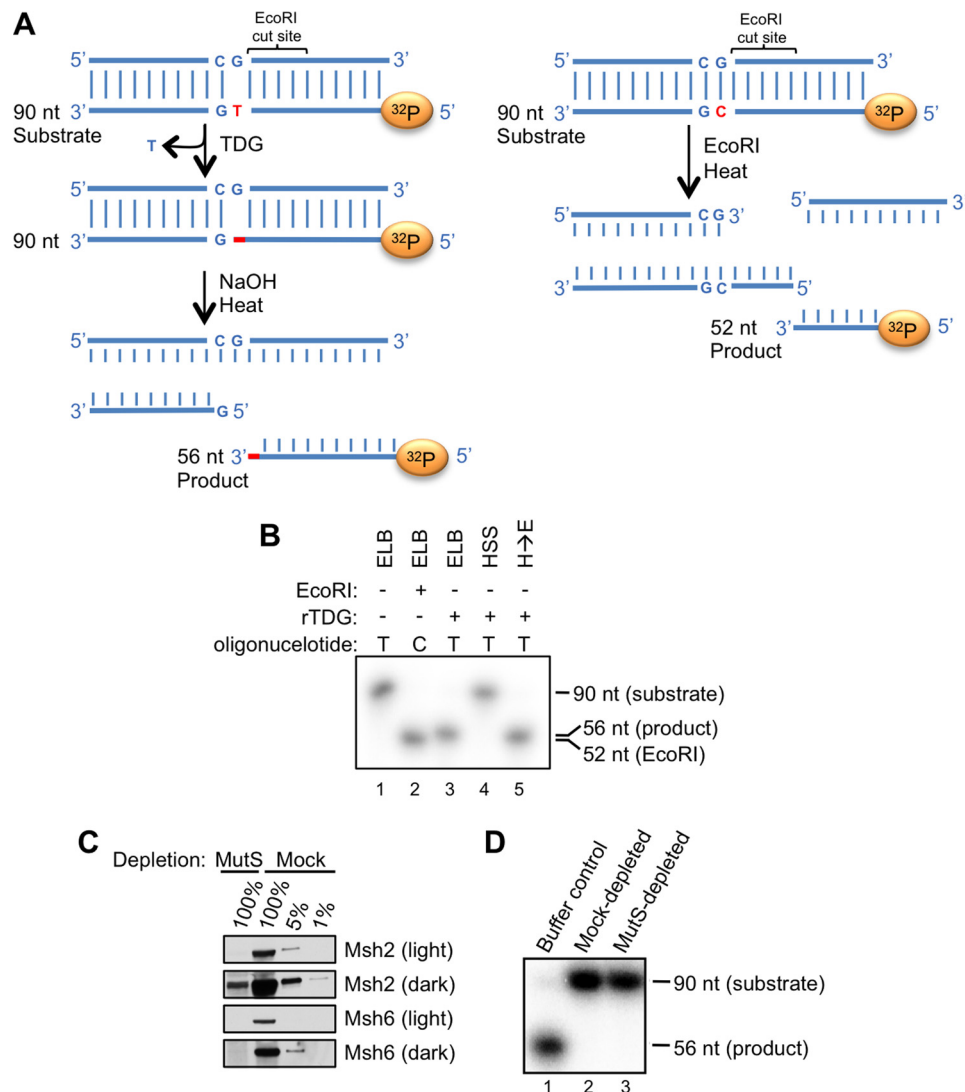 A
EcoRI
cut site
5’ C G 3’
90 nt 3’ G T 32P 5’
Substrate
T TDG
5’ C G 3’
90 nt 3’ G 32P 5’
NaOH
Heat
5’ C G 3’
3’ G 5’
56 nt 3’ 32P 5’
Product
EcoRI
cut site
5’ C G 3’
90 nt 3’ G C 32P 5’
Substrate
EcoRI
Heat
5’ C G 3’
5’ 3’
3’ G C 5’
52 nt 3’ 32P 5’
Product
B
ELB ELB ELB HSS H→E
EcoRI: - + - - -
rTDG: - - + + +
oligonucelotide: T C T T T
90 nt (substrate)
56 nt (product)
52 nt (EcoRI)
1 2 3 4 5
C
Depletion: MutS Mock
100% 100% 5% 1%
Msh2 (light)
Msh2 (dark)
Msh6 (light)
Msh6 (dark)
D
Buffer control
Mock-depleted
MutS-depleted
90 nt (substrate)
56 nt (product)
1 2 3